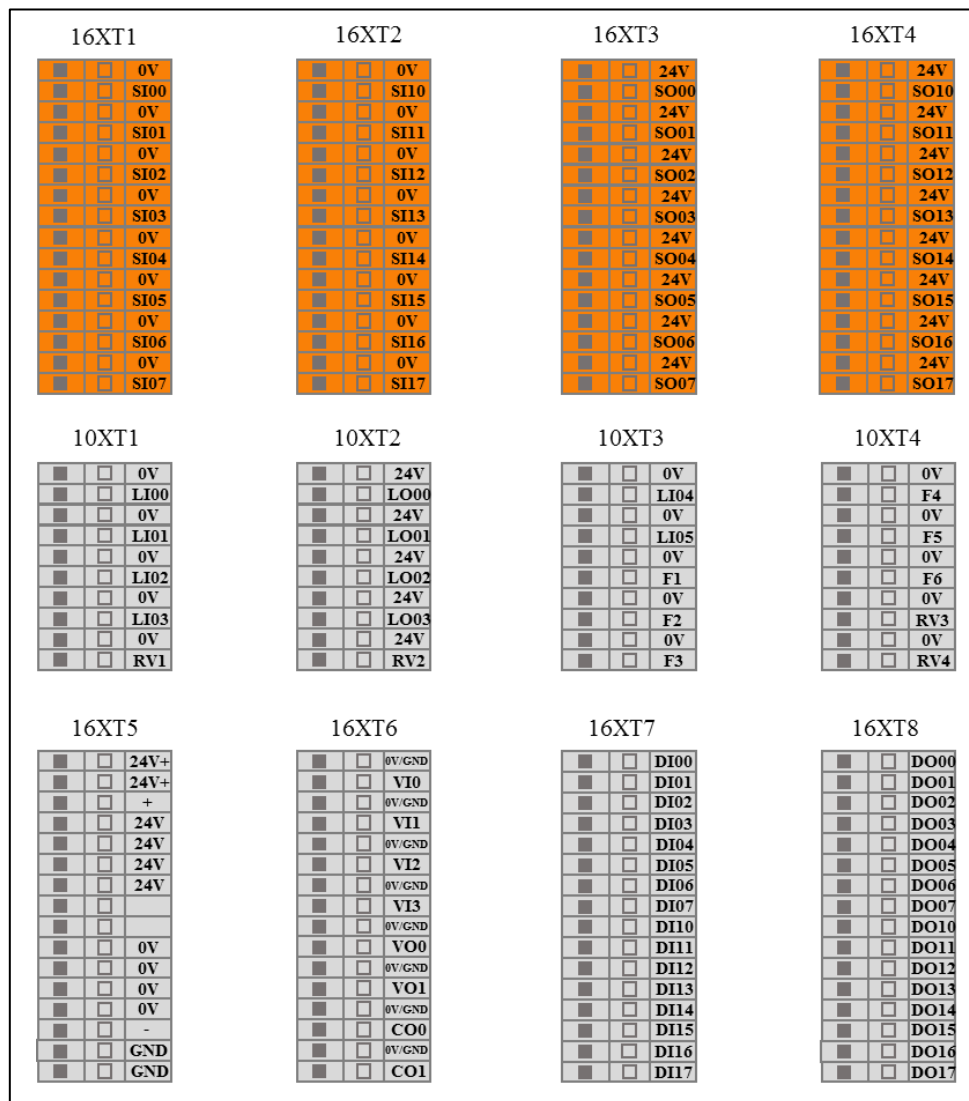 16XT1 16XT2 16XT3 16XT4
0V 0V 24V 24V
SI00 SI10 SO00 SO10
0V 0V 24V 24V
SI01 SI11 SO01 SO11
0V 0V 24V 24V
SI02 SI12 SO02 SO12
0V 0V 24V 24V
SI03 SI13 SO03 SO13
0V 0V 24V 24V
SI04 SI14 SO04 SO14
0V 0V 24V 24V
SI05 SI15 SO05 SO15
0V 0V 24V 24V
SI06 SI16 SO06 SO16
0V 0V 24V 24V
SI07 SI17 SO07 SO17
10XT1 10XT2 10XT3 10XT4
0V 24V 0V 0V
LI00 LO00 LI04 F4
0V 24V 0V 0V
LI01 LO01 LI05 F5
0V 24V 0V 0V
LI02 LO02 F1 F6
0V 24V 0V 0V
LI03 LO03 F2 RV3
0V 24V 0V 0V
RV1 RV2 F3 RV4
16XT5 16XT6 16XT7 16XT8
24V+ 0V/GND DI00 DO00
24V+ VI0 DI01 DO01
+ 0V/GND DI02 DO02
24V VI1 DI03 DO03
24V 0V/GND DI04 DO04
24V VI2 DI05 DO05
24V 0V/GND DI06 DO06
VI3 DI07 DO07
0V/GND DI10 DO10
0V VO0 DI11 DO11
0V 0V/GND DI12 DO12
0V VO1 DI13 DO13
0V 0V/GND DI14 DO14
- CO0 DI15 DO15
GND 0V/GND DI16 DO16
GND CO1 DI17 DO17